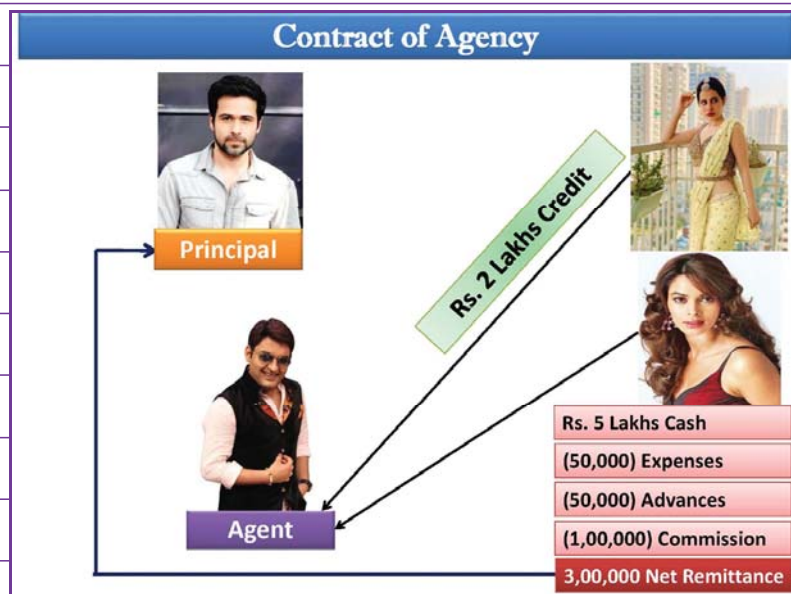 Contract of Agency
Principal
Rs. 2 Lakhs Credit
Agent
Rs. 5 Lakhs Cash
(50,000) Expenses
(50,000) Advances
(1,00,000) Commission
3,00,000 Net Remittance